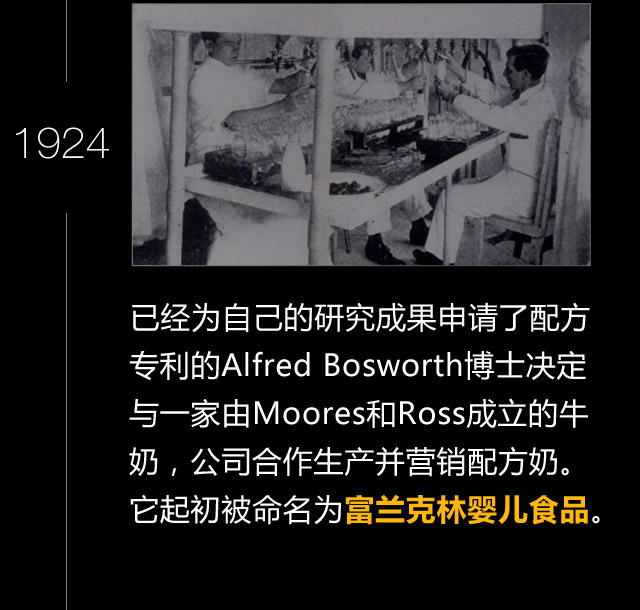 1924
已经为自己的研究成果申请了配方
专利的Alfred Bosworth博士决定
与一家由Moores和Ross成立的牛
奶，公司合作生产并营销配方奶。
它起初被命名为富兰克林婴儿食品。